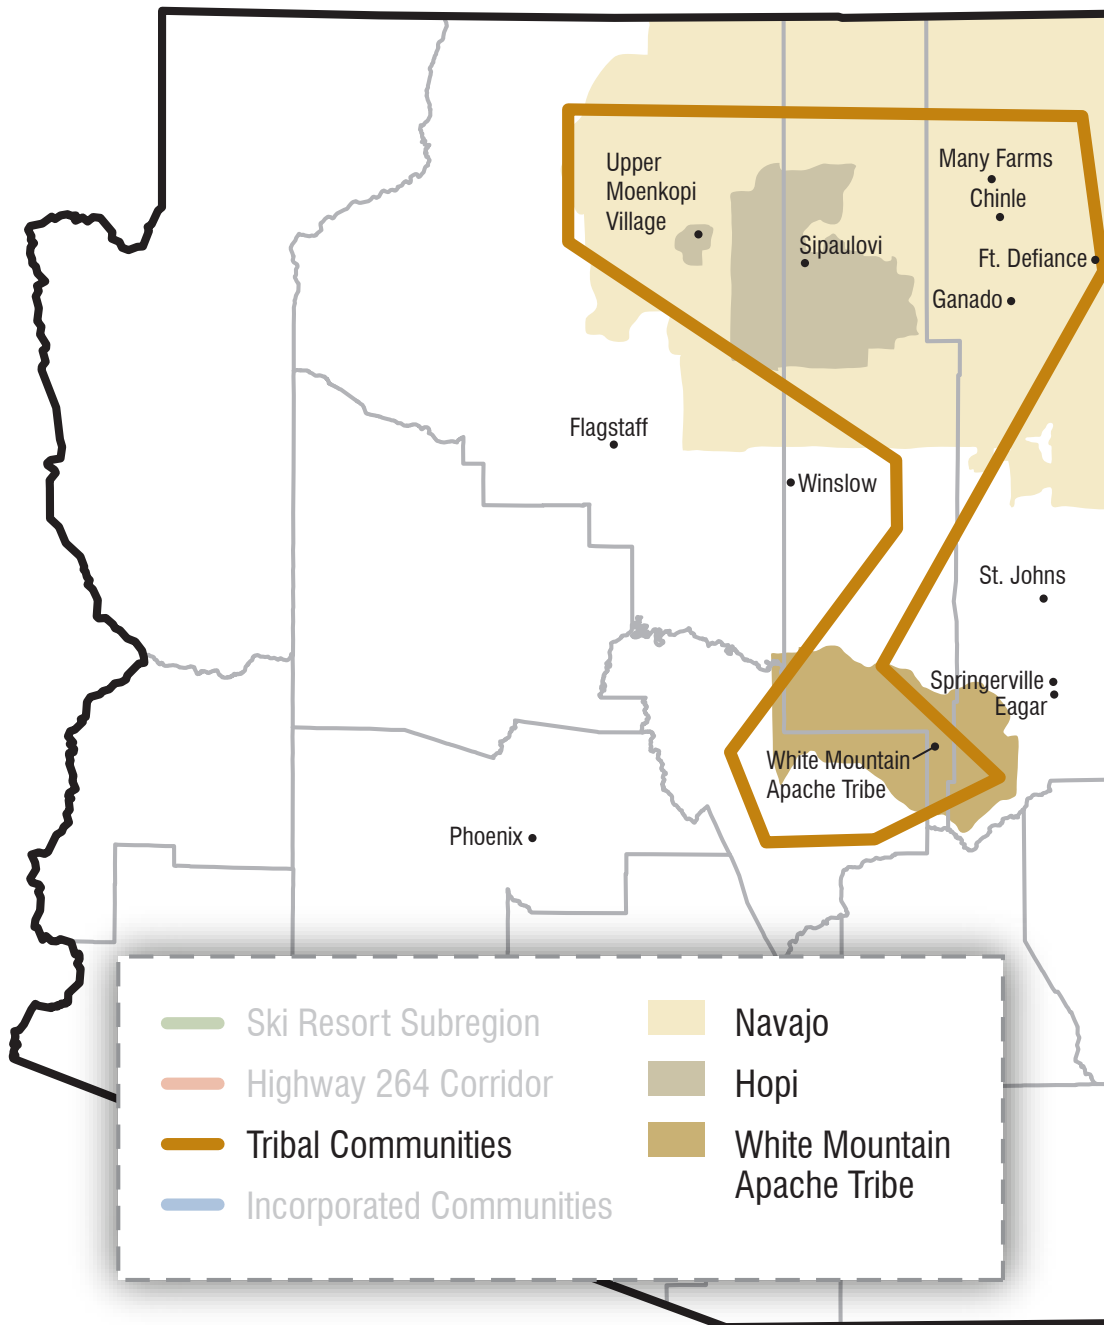 Many Farms
Upper
Moenkopi
Village
Chinle
Sipaulovi
Ft. Defiance
Ganado
Flagstaff
Winslow
St. Johns
Springerville
Eagar
White Mountain
Apache Tribe
Phoenix
Ski Resort Subregion
Highway 264 Corridor
Tribal Communities
Incorporated Communities
Navajo
Hopi
White Mountain
Apache Tribe